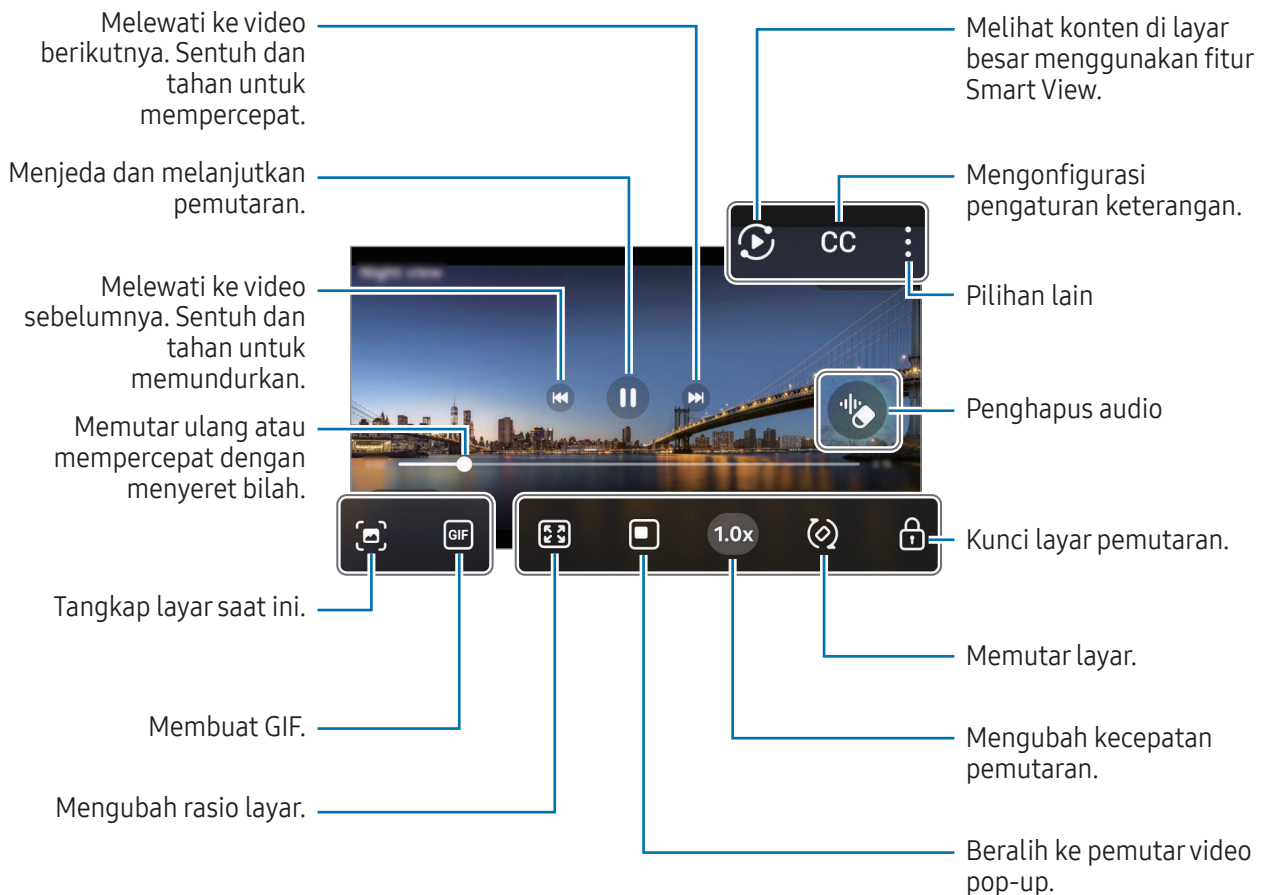 Melewati ke video
berikutnya. Sentuh dan
tahan untuk
mempercepat.
Menjeda dan melanjutkan
pemutaran.
Melewati ke video
sebelumnya. Sentuh dan
tahan untuk
memundurkan.
Memutar ulang atau
mempercepat dengan
menyeret bilah.
Tangkap layar saat ini.
Membuat GIF.
Mengubah rasio layar.
Melihat konten di layar
besar menggunakan fitur
Smart View.
Mengonfigurasi
pengaturan keterangan.
CC
Pilihan lain
Penghapus audio
GIF
1.0x
Kunci layar pemutaran.
Memutar layar.
Mengubah kecepatan
pemutaran.
Beralih ke pemutar video
pop-up.